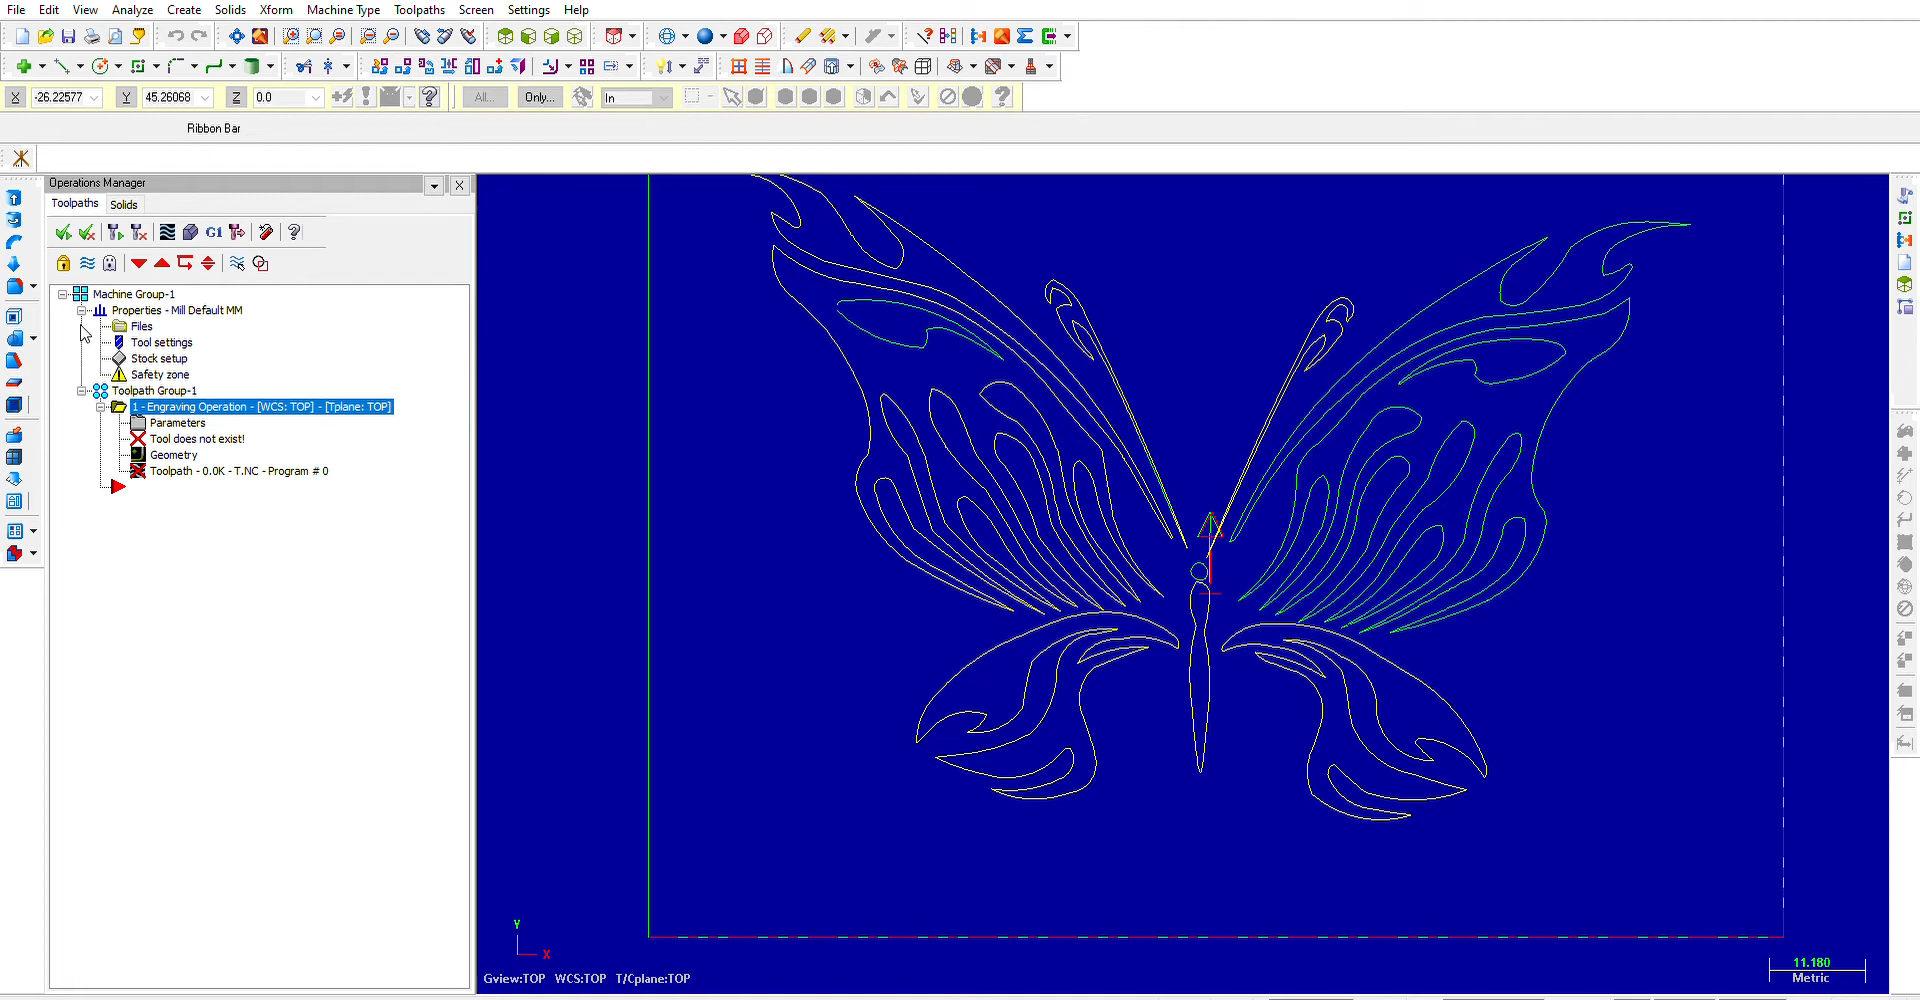 File Edit View Analyze Create Solids Xform Machine Type Toolpaths Screen Settings Help
X -26.22577 Y 45.26068 Z 0.0 All... Only... In
Ribbon Bar
Operations Manager
Toolpaths Solids
G1
Machine Group-1
Properties - Mill Default MM
Files
Tool settings
Stock setup
Safety zone
Toolpath Group-1
1 - Engraving Operation - [WCS: TOP] - [Tplane: TOP]
Parameters
Tool does not exist!
Geometry
Toolpath - 0.0K - T.NC - Program # 0
Y
X
11.180
Metric
Gview:TOP WCS:TOP T/Cplane:TOP